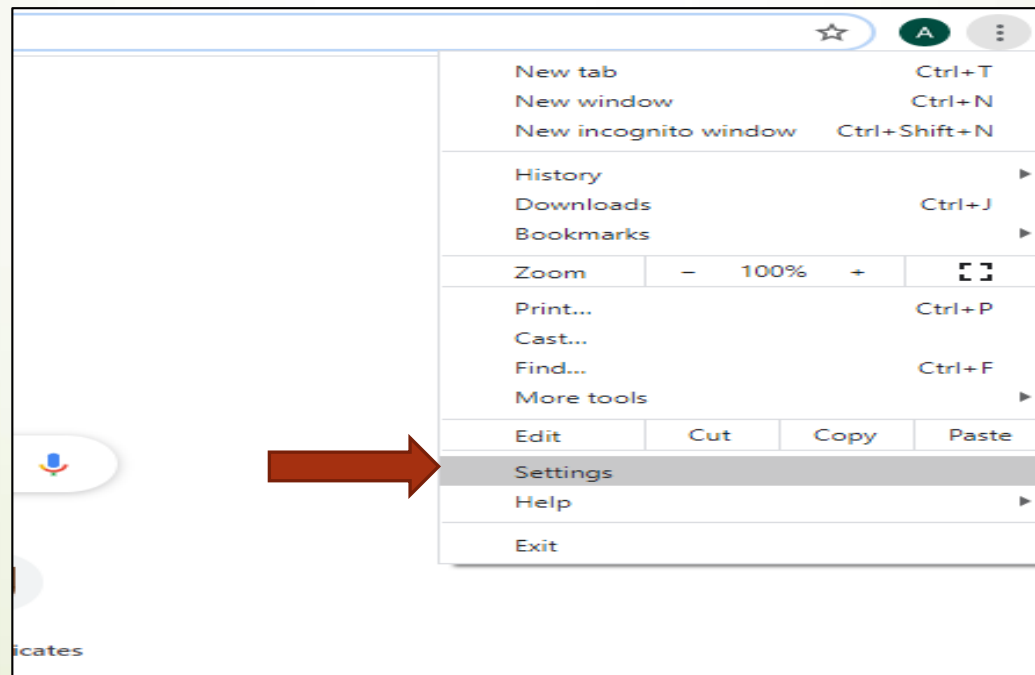 A
New tab Ctrl+T
New window Ctrl+N
New incognito window Ctrl+Shift+N
History
Downloads Ctrl+J
Bookmarks
Zoom - 100% +
Print... Ctrl+P
Cast...
Find... Ctrl+F
More tools
Edit Cut Copy Paste
Settings
Help
Exit
icates